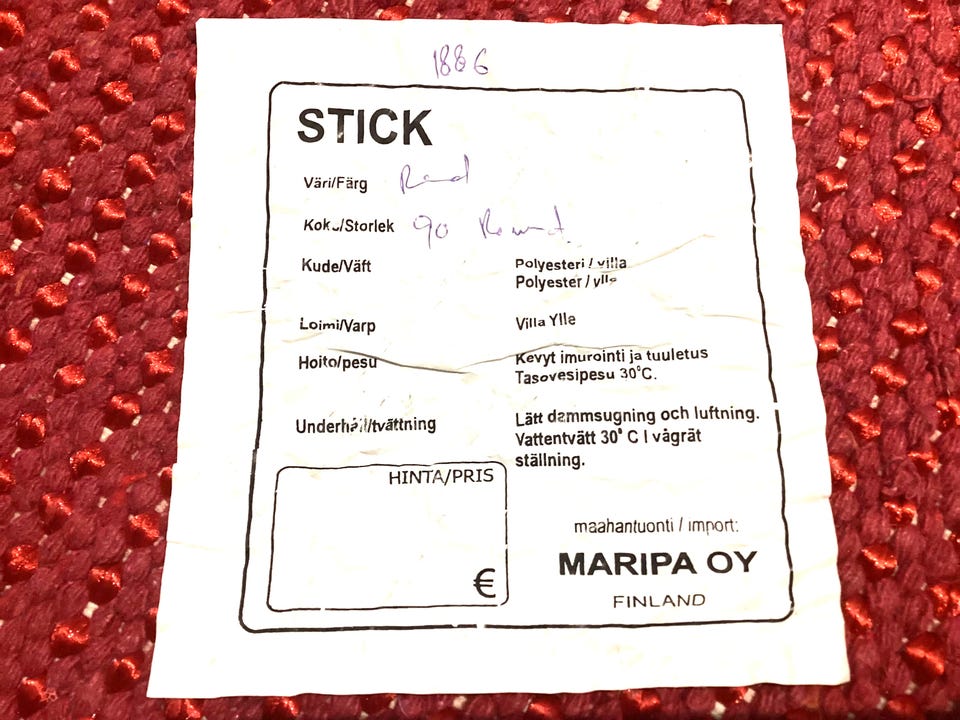 1886
STICK
Väri/Färg
Koko/Storlek 90 Round
Kude/Väft Polyesteri / villa
Polyester / ylle
Loimi/Varp Villa Ylle
Hoito/pesu Kevyt imurointi ja tuuletus
Tasovesipesu 30°C.
Underhåll/tvättning Lätt dammsugning och luftning.
Vattentvätt 30° C I vågrät
ställning.
HINTA/PRIS
€
maahantuonti / import:
MARIPA OY
FINLAND